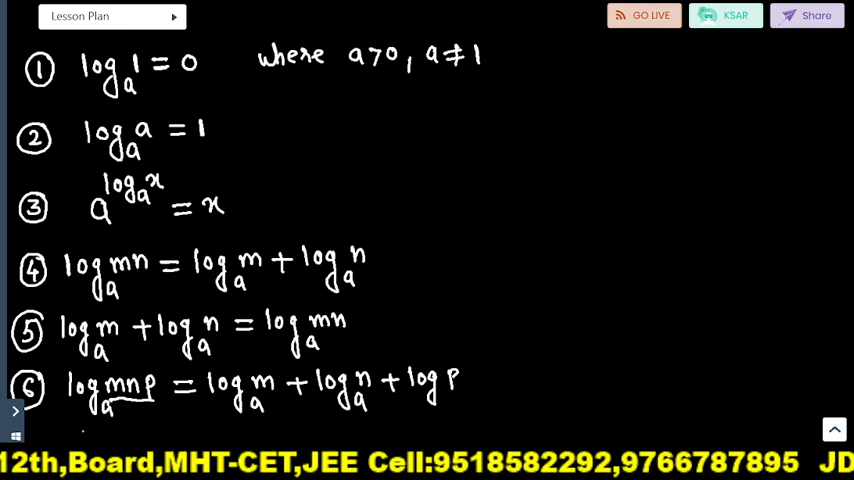 Lesson Plan
GO LIVE
KSAR
Share
① logₐ1 = 0 where a>0, a≠1
② logₐa = 1
③ a^(logₐx) = x
④ logₐmn = logₐm + logₐn
⑤ logₐm + logₐn = logₐmn
⑥ logₐmnp = logₐm + logₐn + log p
12th,Board,MHT-CET,JEE Cell:9518582292,9766787895 JD